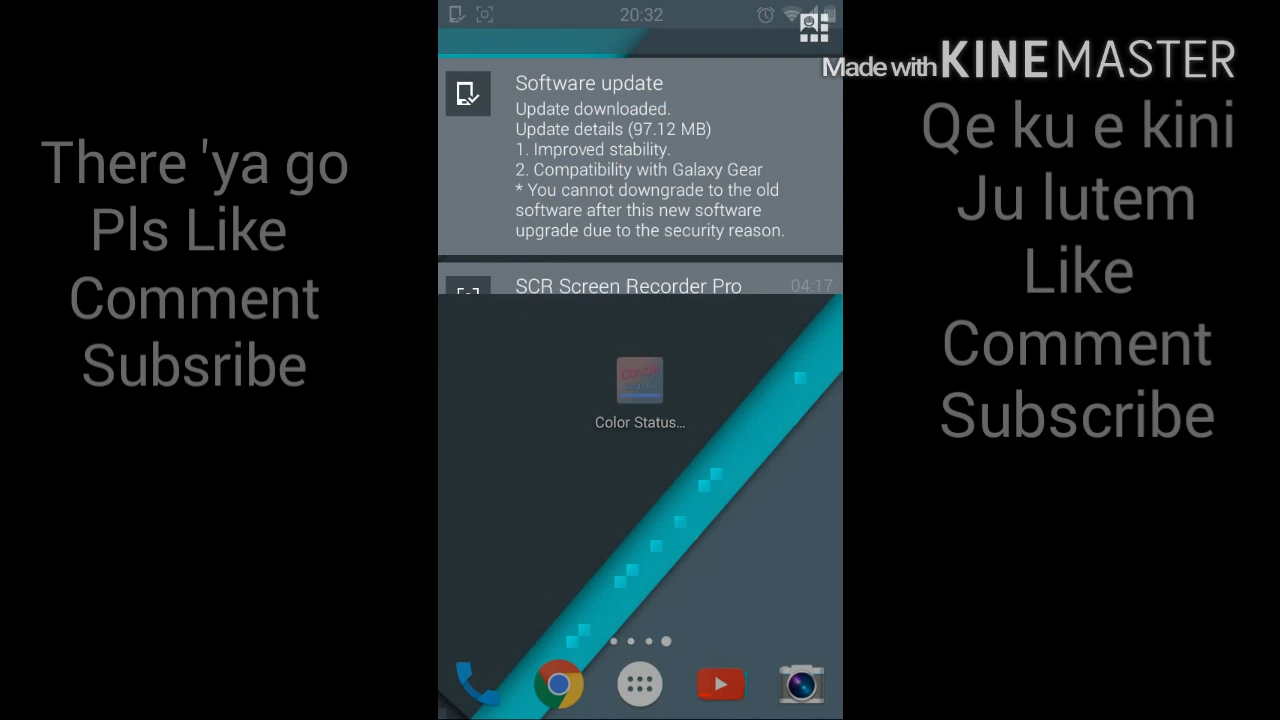 20:32
Made with KINEMASTER
There 'ya go
Pls Like
Comment
Subsribe
Software update
Update downloaded.
Update details (97.12 MB)
1. Improved stability.
2. Compatibility with Galaxy Gear
* You cannot downgrade to the old
software after this new software
upgrade due to the security reason.
SCR Screen Recorder Pro 04:17
COLOR
Color Status...
Qe ku e kini
Ju lutem
Like
Comment
Subscribe